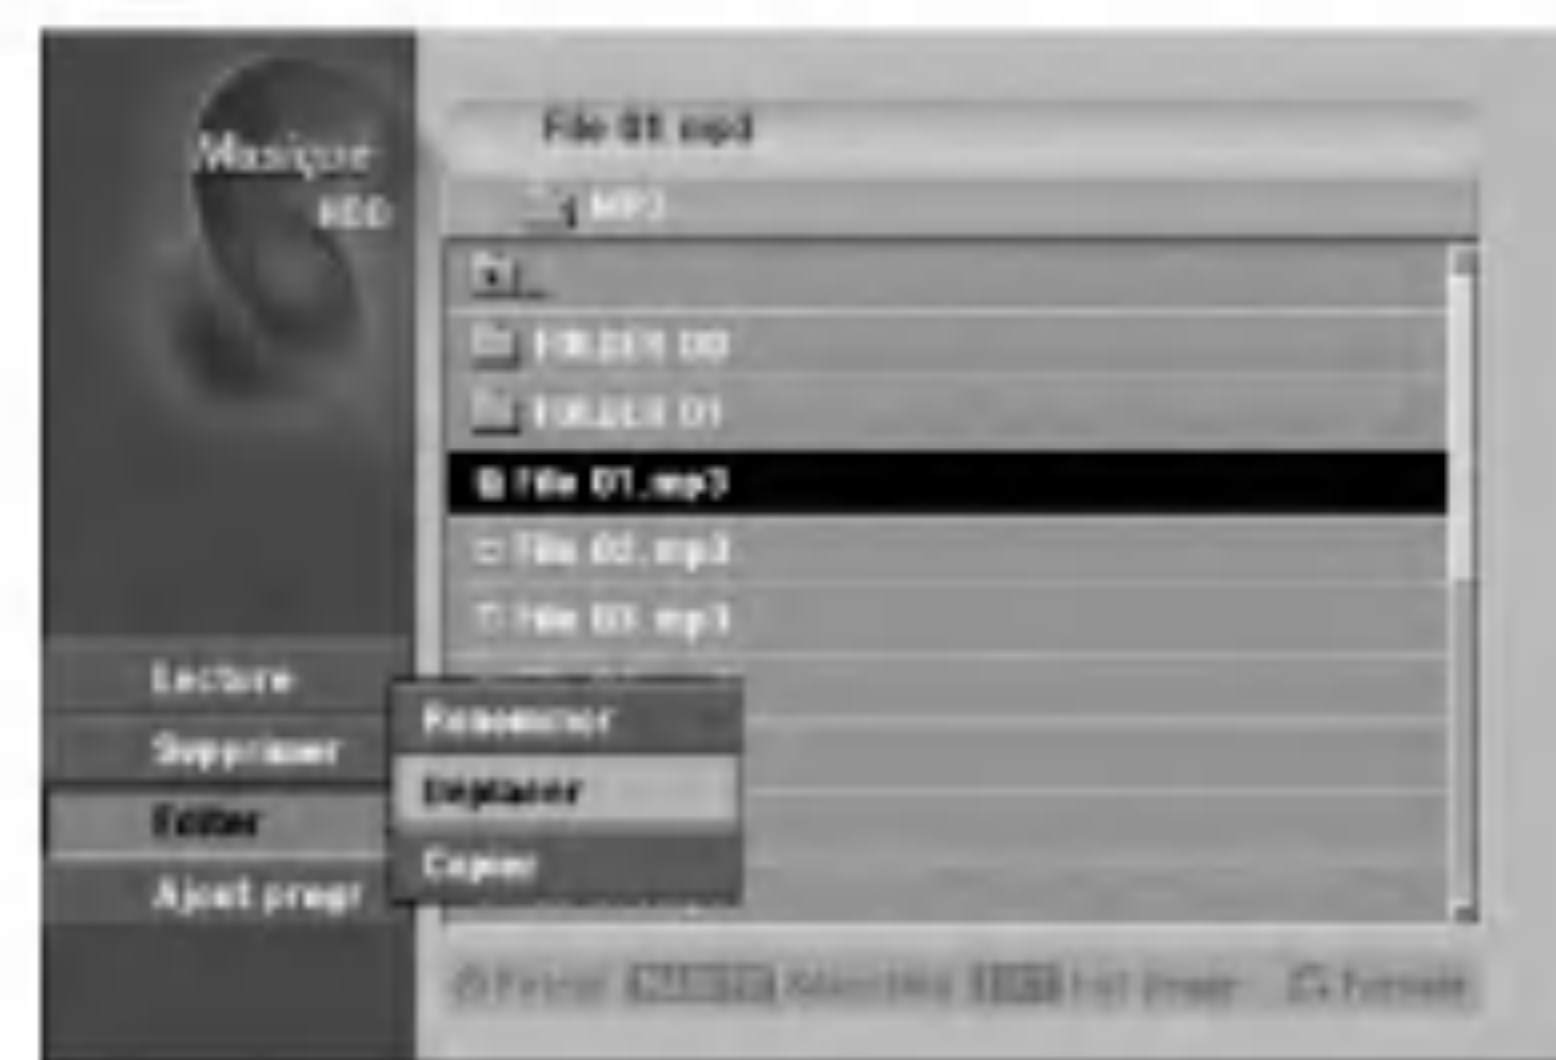 Musique
HDD
File 01.mp3
MP3
..
FOLDER 00
FOLDER 01
File 01.mp3
File 02.mp3
File 03.mp3
Lecture
Supprimer
Editer
Ajout progr
Renommer
Déplacer
Copier
Fermer